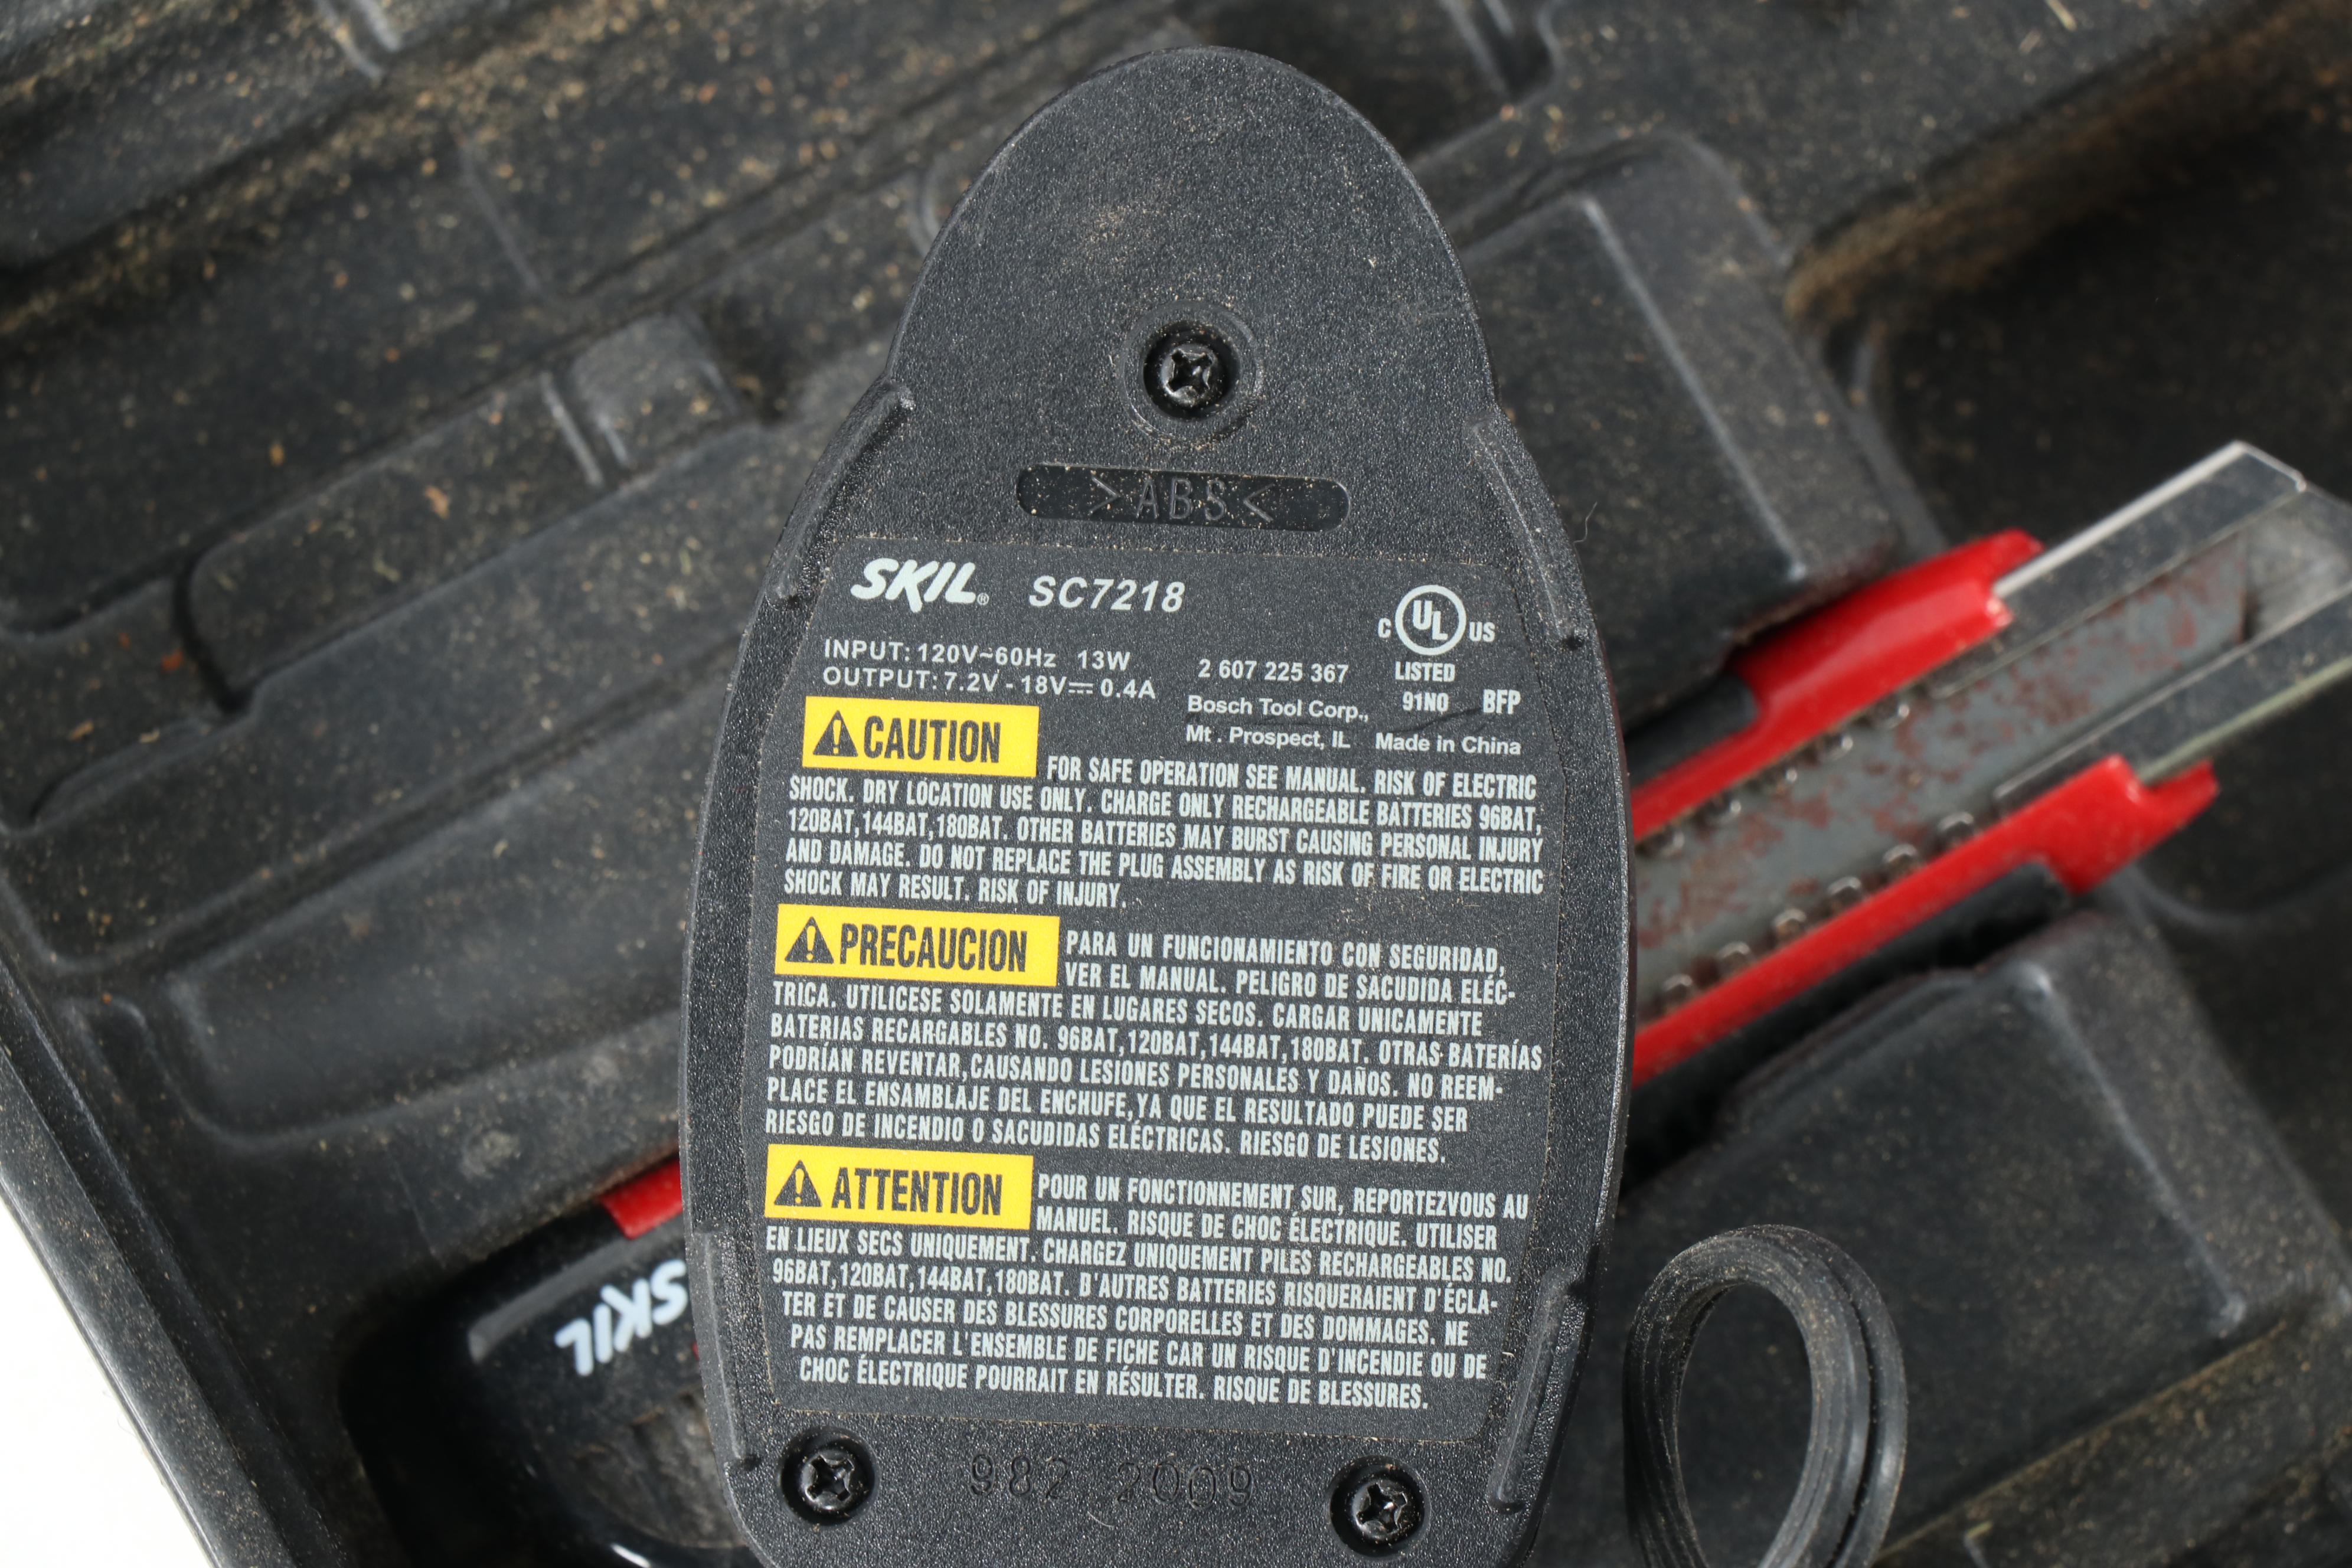 >ABS<
SKIL® SC7218
INPUT: 120V~60Hz 13W
OUTPUT: 7.2V - 18V⎓ 0.4A
2 607 225 367
Bosch Tool Corp.,
Mt . Prospect, IL Made in China
C UL US
LISTED
91NQ BFP
CAUTION FOR SAFE OPERATION SEE MANUAL. RISK OF ELECTRIC
SHOCK. DRY LOCATION USE ONLY. CHARGE ONLY RECHARGEABLE BATTERIES 96BAT,
120BAT,144BAT,180BAT. OTHER BATTERIES MAY BURST CAUSING PERSONAL INJURY
AND DAMAGE. DO NOT REPLACE THE PLUG ASSEMBLY AS RISK OF FIRE OR ELECTRIC
SHOCK MAY RESULT. RISK OF INJURY.
PRECAUCION PARA UN FUNCIONAMIENTO CON SEGURIDAD,
VER EL MANUAL. PELIGRO DE SACUDIDA ELÉC-
TRICA. UTILICESE SOLAMENTE EN LUGARES SECOS. CARGAR UNICAMENTE
BATERIAS RECARGABLES NO. 96BAT,120BAT,144BAT,180BAT. OTRAS BATERÍAS
PODRÍAN REVENTAR,CAUSANDO LESIONES PERSONALES Y DAÑOS. NO REEM-
PLACE EL ENSAMBLAJE DEL ENCHUFE,YA QUE EL RESULTADO PUEDE SER
RIESGO DE INCENDIO O SACUDIDAS ELÉCTRICAS. RIESGO DE LESIONES.
ATTENTION POUR UN FONCTIONNEMENT SUR, REPORTEZVOUS AU
MANUEL. RISQUE DE CHOC ÉLECTRIQUE. UTILISER
EN LIEUX SECS UNIQUEMENT. CHARGEZ UNIQUEMENT PILES RECHARGEABLES NO.
96BAT,120BAT,144BAT,180BAT. D'AUTRES BATTERIES RISQUERAIENT D'ÉCLA-
TER ET DE CAUSER DES BLESSURES CORPORELLES ET DES DOMMAGES. NE
PAS REMPLACER L'ENSEMBLE DE FICHE CAR UN RISQUE D'INCENDIE OU DE
CHOC ÉLECTRIQUE POURRAIT EN RÉSULTER. RISQUE DE BLESSURES.
SKIL
982 2009